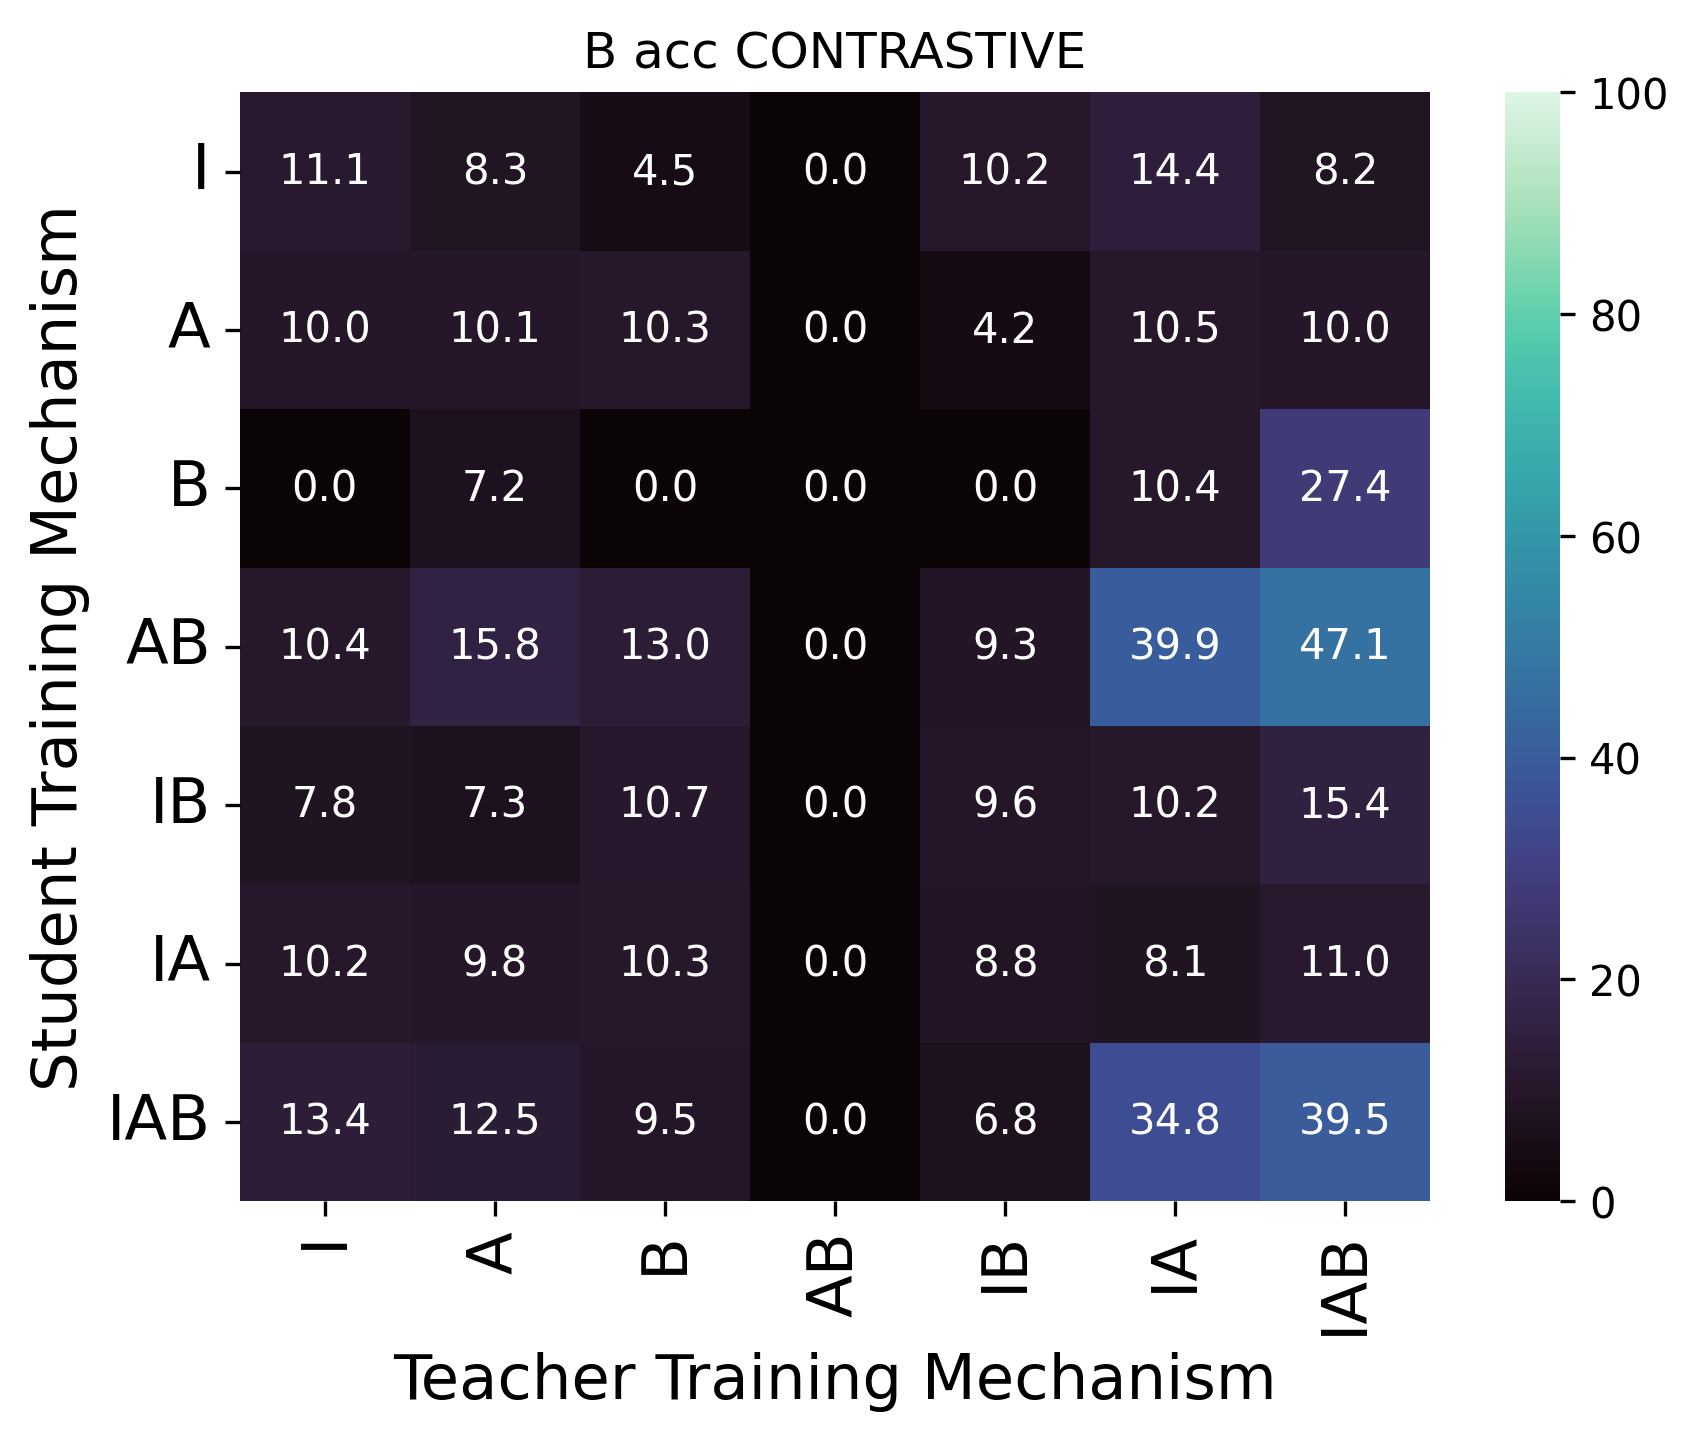 B acc CONTRASTIVE
Student Training Mechanism
I 11.1 8.3 4.5 0.0 10.2 14.4 8.2
A 10.0 10.1 10.3 0.0 4.2 10.5 10.0
B 0.0 7.2 0.0 0.0 0.0 10.4 27.4
AB 10.4 15.8 13.0 0.0 9.3 39.9 47.1
IB 7.8 7.3 10.7 0.0 9.6 10.2 15.4
IA 10.2 9.8 10.3 0.0 8.8 8.1 11.0
IAB 13.4 12.5 9.5 0.0 6.8 34.8 39.5
I A B AB IB IA IAB
Teacher Training Mechanism
100
80
60
40
20
0